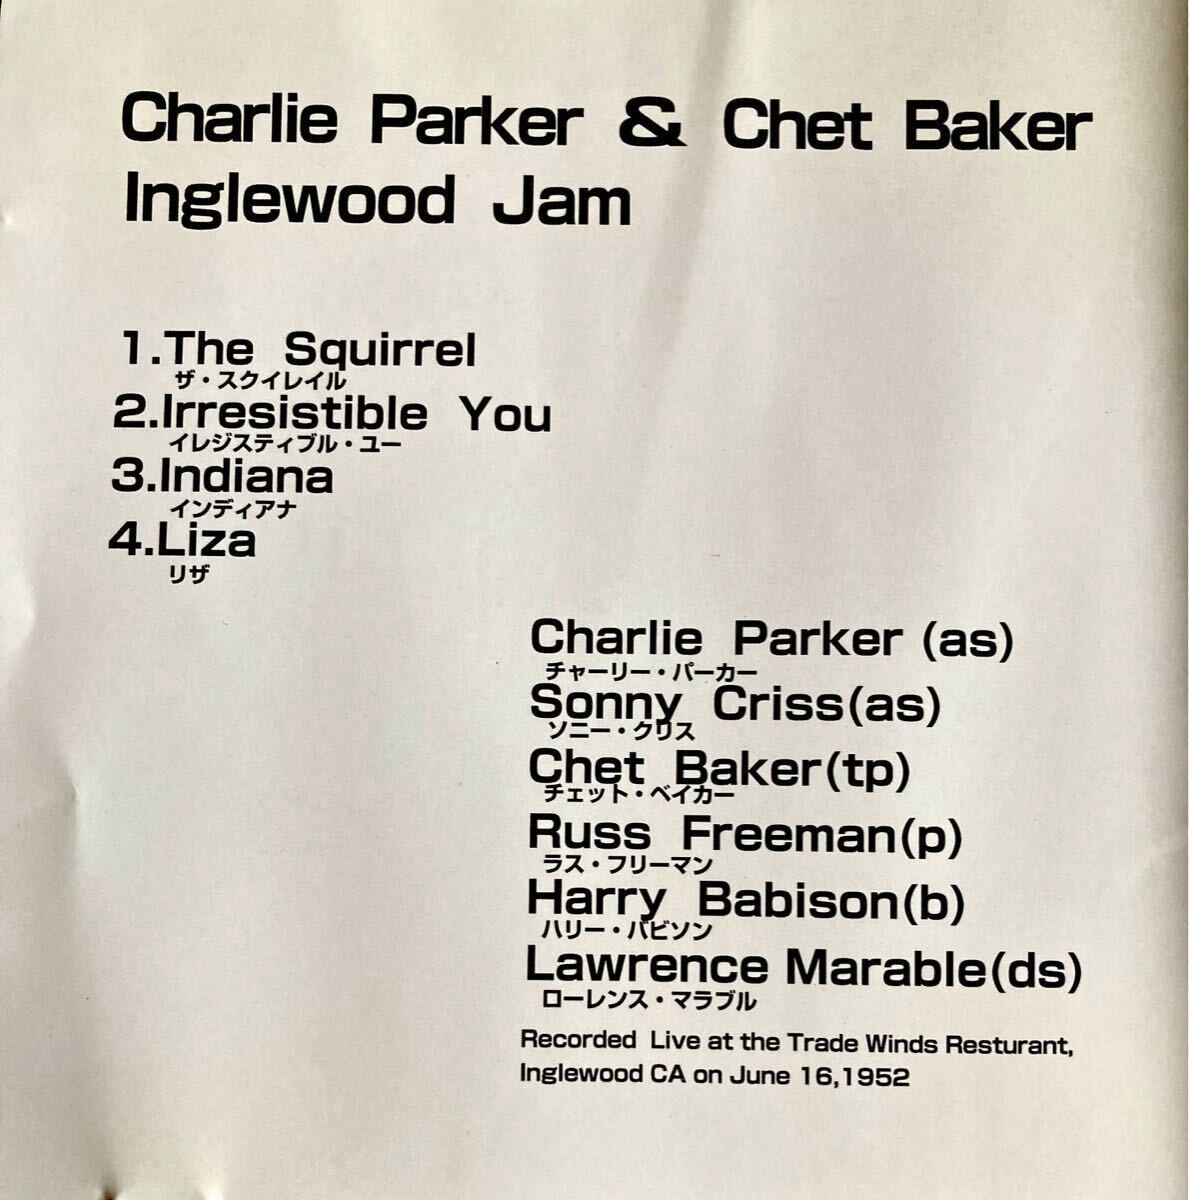 Charlie Parker & Chet Baker
Inglewood Jam
1.The Squirrel
ザ・スクイレイル
2.Irresistible You
イレジスティブル・ユー
3.Indiana
インディアナ
4.Liza
リザ
Charlie Parker (as)
チャーリー・パーカー
Sonny Criss(as)
ソニー・クリス
Chet Baker(tp)
チェット・ベイカー
Russ Freeman(p)
ラス・フリーマン
Harry Babison(b)
ハリー・バビソン
Lawrence Marable(ds)
ローレンス・マラブル
Recorded Live at the Trade Winds Resturant,
Inglewood CA on June 16,1952